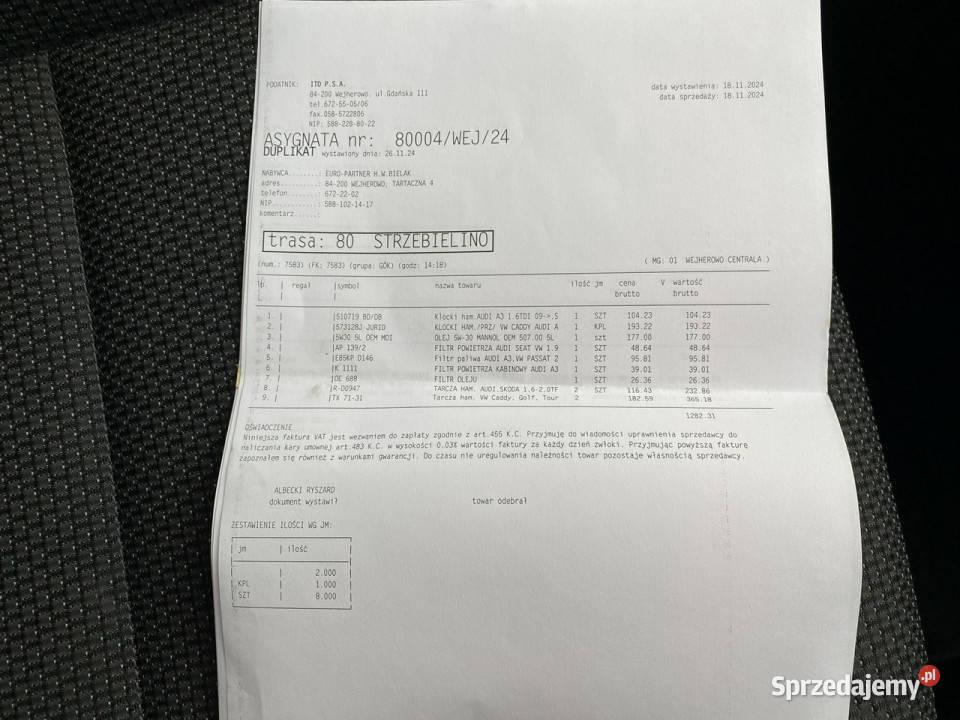 PODATNIK: ITD P.S.A.
84-200 Wejherowo, ul.Gdańska 111
tel.672-55-05/06
fax.058-5722806
NIP: 588-228-80-22
data wystawienia: 18.11.2024
data sprzedaży: 18.11.2024
ASYGNATA nr: 80004/WEJ/24
DUPLIKAT wystawiony dnia: 26.11.24
NABYWCA........: EURO-PARTNER H.W.BIELAK
adres..........: 84-200 WEJHEROWO, TARTACZNA 4
telefon........: 672-22-02
NIP............: 588-102-14-17
komentarz......:
trasa: 80 STRZEBIELINO
(num.: 7583) (FK: 7583) (grupa: GÓK) (godz: 14:18) ( MG: 01 WEJHEROWO CENTRALA )
lp. | regał | symbol nazwa towaru ilość jm cena brutto V wartość brutto
1. | | 510719 BD/DB Klocki ham.AUDI A3 1.6TDI 09->,S 1 SZT 104.23 104.23
2. | | 573128J JURID KLOCKI HAM./PRZ/ VW CADDY AUDI A 1 KPL 193.22 193.22
3. | | 5W30 5L OEM MOI OLEJ 5W-30 MANNOL OEM 507.00 5L 1 szt 177.00 177.00
4. | | AP 139/2 FILTR POWIETRZA AUDI SEAT VW 1.9 1 SZT 48.64 48.64
5. | | E85KP D146 Filtr paliwa AUDI A3,VW PASSAT 2 1 SZT 95.81 95.81
6. | | K 1111 FILTR POWIETRZA KABINOWY AUDI A3 1 SZT 39.01 39.01
7. | | OE 688 FILTR OLEJU 1 SZT 26.36 26.36
8. | | R-D0947 TARCZA HAM. AUDI,SKODA 1,6-2,0TF 2 SZT 116.43 232.86
9. | | TX 71-31 Tarcza ham. VW Caddy, Golf, Tour 2 182.59 365.18
1282.31
OŚWIADCZENIE
Niniejsza faktura VAT jest wezwaniem do zapłaty zgodnie z art.455 K.C. Przyjmuję do wiadomości uprawnienia sprzedawcy do
naliczania kary umownej art.483 K.C. w wysokości 0.03% wartości faktury za każdy dzień zwłoki. Przyjmując powyższą fakturę
zapoznałem się również z warunkami gwarancji. Do czasu nie uregulowania należności towar pozostaje własnością sprzedawcy.
ALBECKI RYSZARD
dokument wystawił towar odebrał
ZESTAWIENIE ILOŚCI WG JM:
jm | ilość
| 2.000
KPL | 1.000
SZT | 8.000
Sprzedajemy.pl